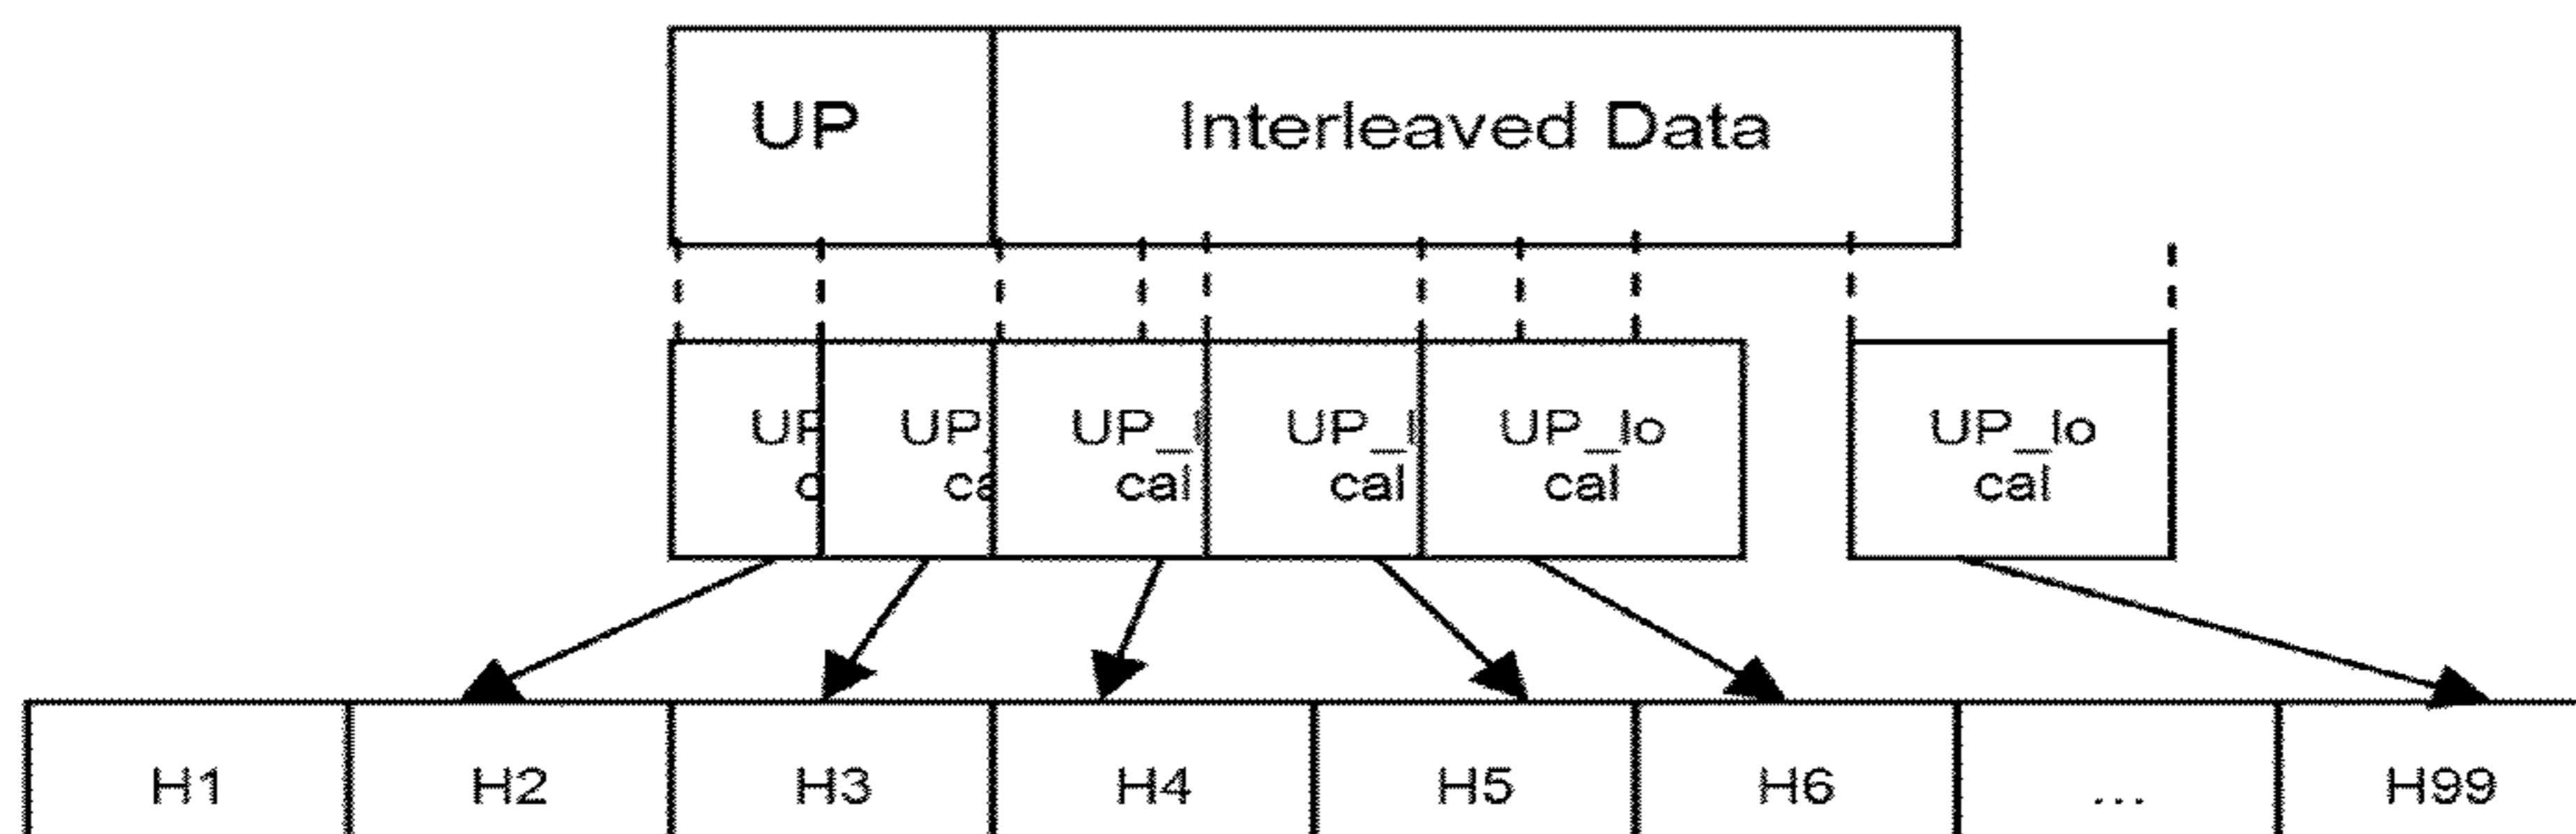 UP
Interleaved Data
UP_lo
cal
UP_lo
cal
H1
H2
H3
H4
H5
H6
...
H99